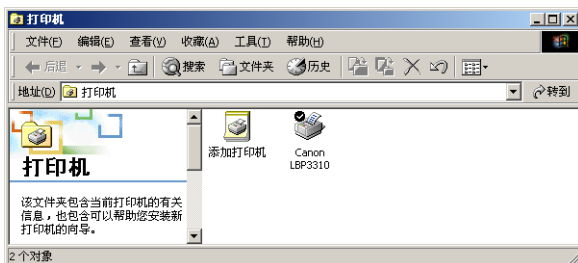 打印机
文件(F) 编辑(E) 查看(V) 收藏(A) 工具(T) 帮助(H)
后退 搜索 文件夹 历史
地址(D) 打印机 转到
打印机
该文件夹包含当前打印机的有关
信息，也包含可以帮助您安装新
打印机的向导。
添加打印机
Canon
LBP3310
2 个对象